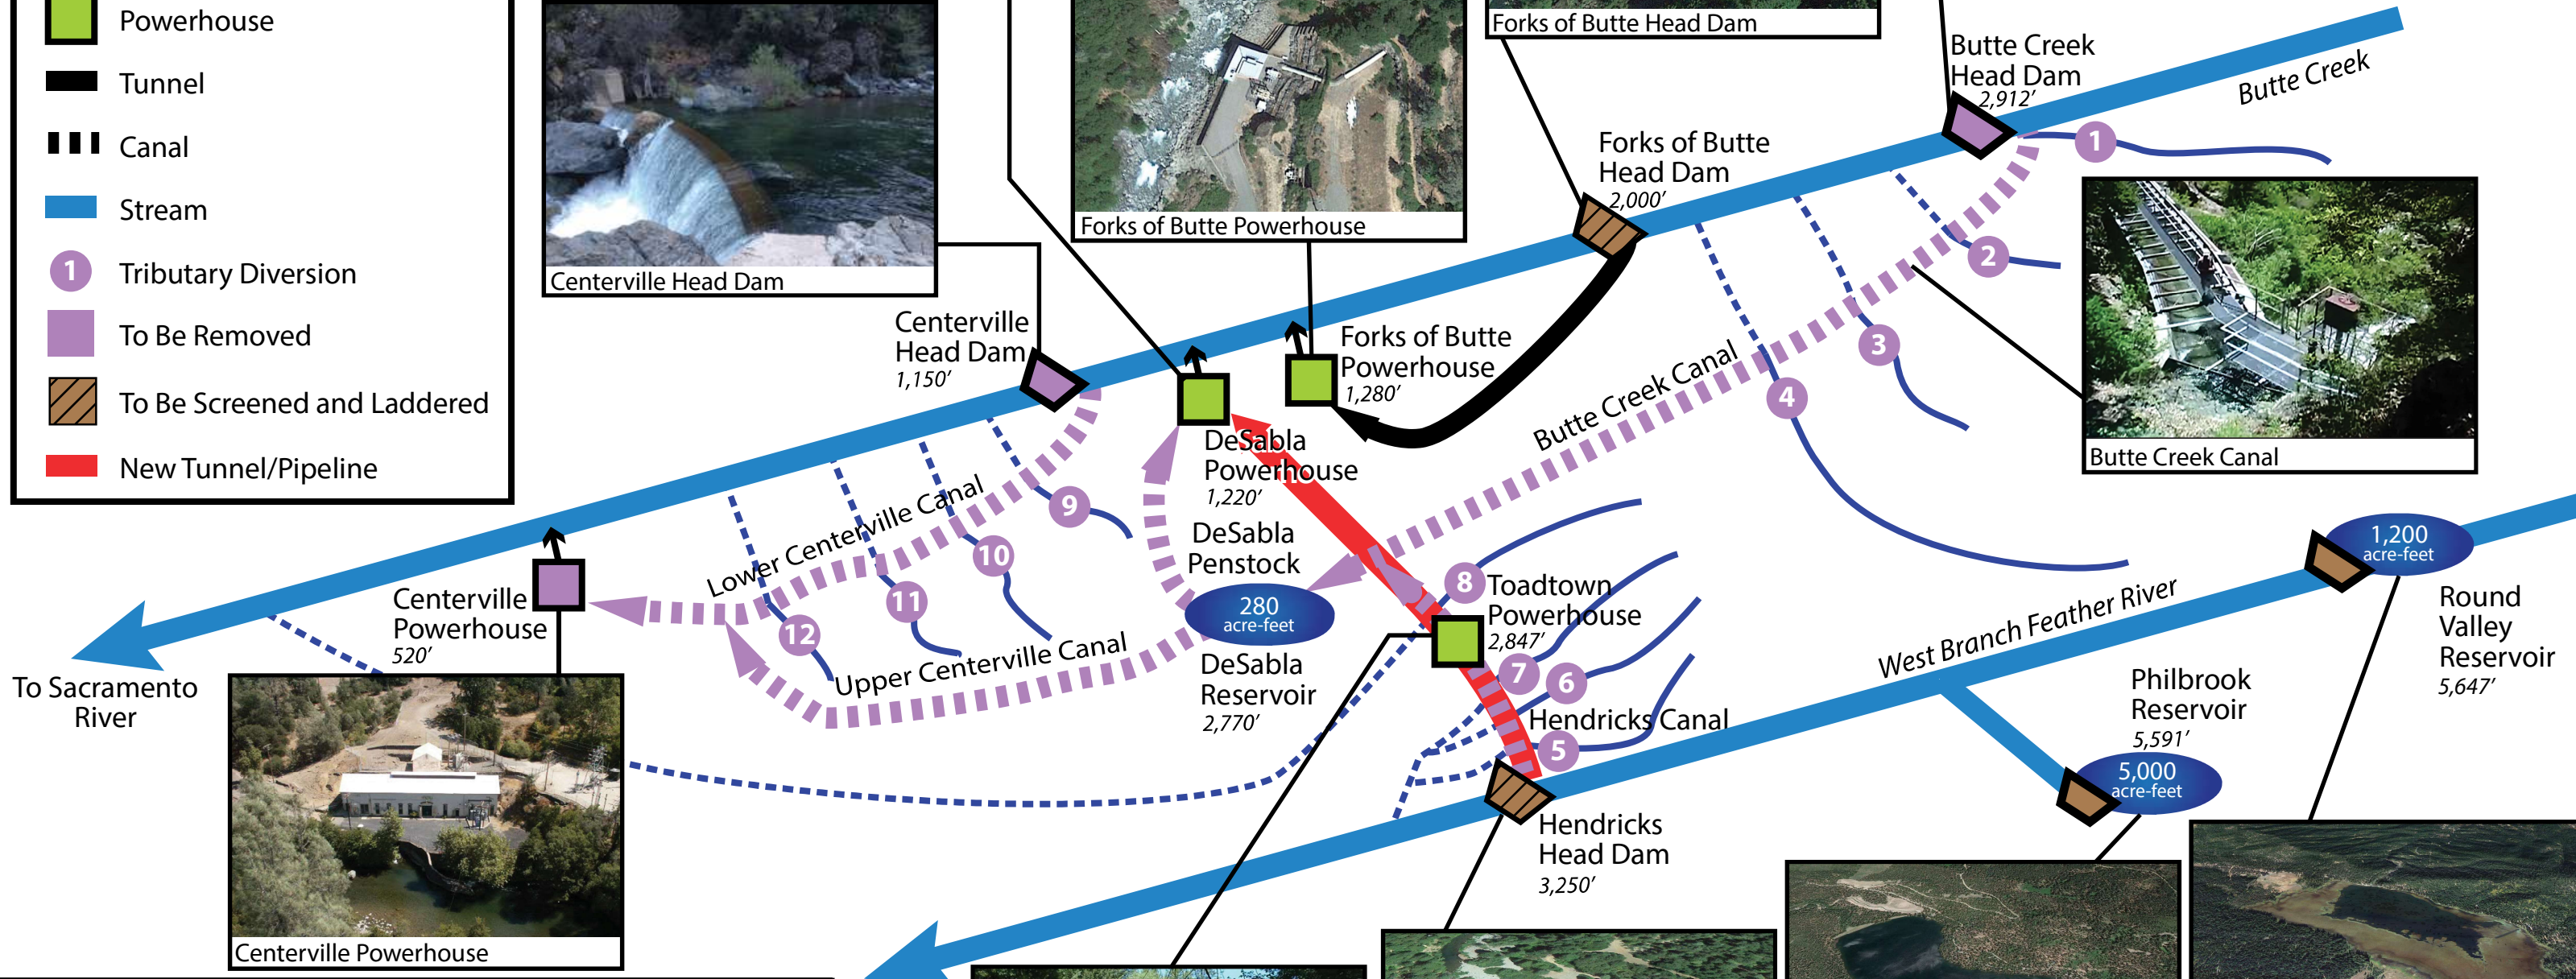 Powerhouse
Tunnel
Canal
Stream
1
Tributary Diversion
To Be Removed
To Be Screened and Laddered
New Tunnel/Pipeline
Centerville Head Dam
Forks of Butte Powerhouse
Forks of Butte Head Dam
Butte Creek
Head Dam
2,912’
Butte Creek
1
2
3
4
Butte Creek Canal
Forks of Butte
Head Dam
2,000’
Butte Creek Canal
Centerville
Head Dam
1,150’
Forks of Butte
Powerhouse
1,280’
DeSabla
Powerhouse
1,220’
DeSabla
Penstock
280
acre-feet
DeSabla
Reservoir
2,770’
Lower Centerville Canal
9
10
11
12
Upper Centerville Canal
Centerville
Powerhouse
520’
To Sacramento
River
Centerville Powerhouse
8
Toadtown
Powerhouse
2,847’
7
6
Hendricks Canal
5
Hendricks
Head Dam
3,250’
West Branch Feather River
1,200
acre-feet
Round
Valley
Reservoir
5,647’
Philbrook
Reservoir
5,591’
5,000
acre-feet